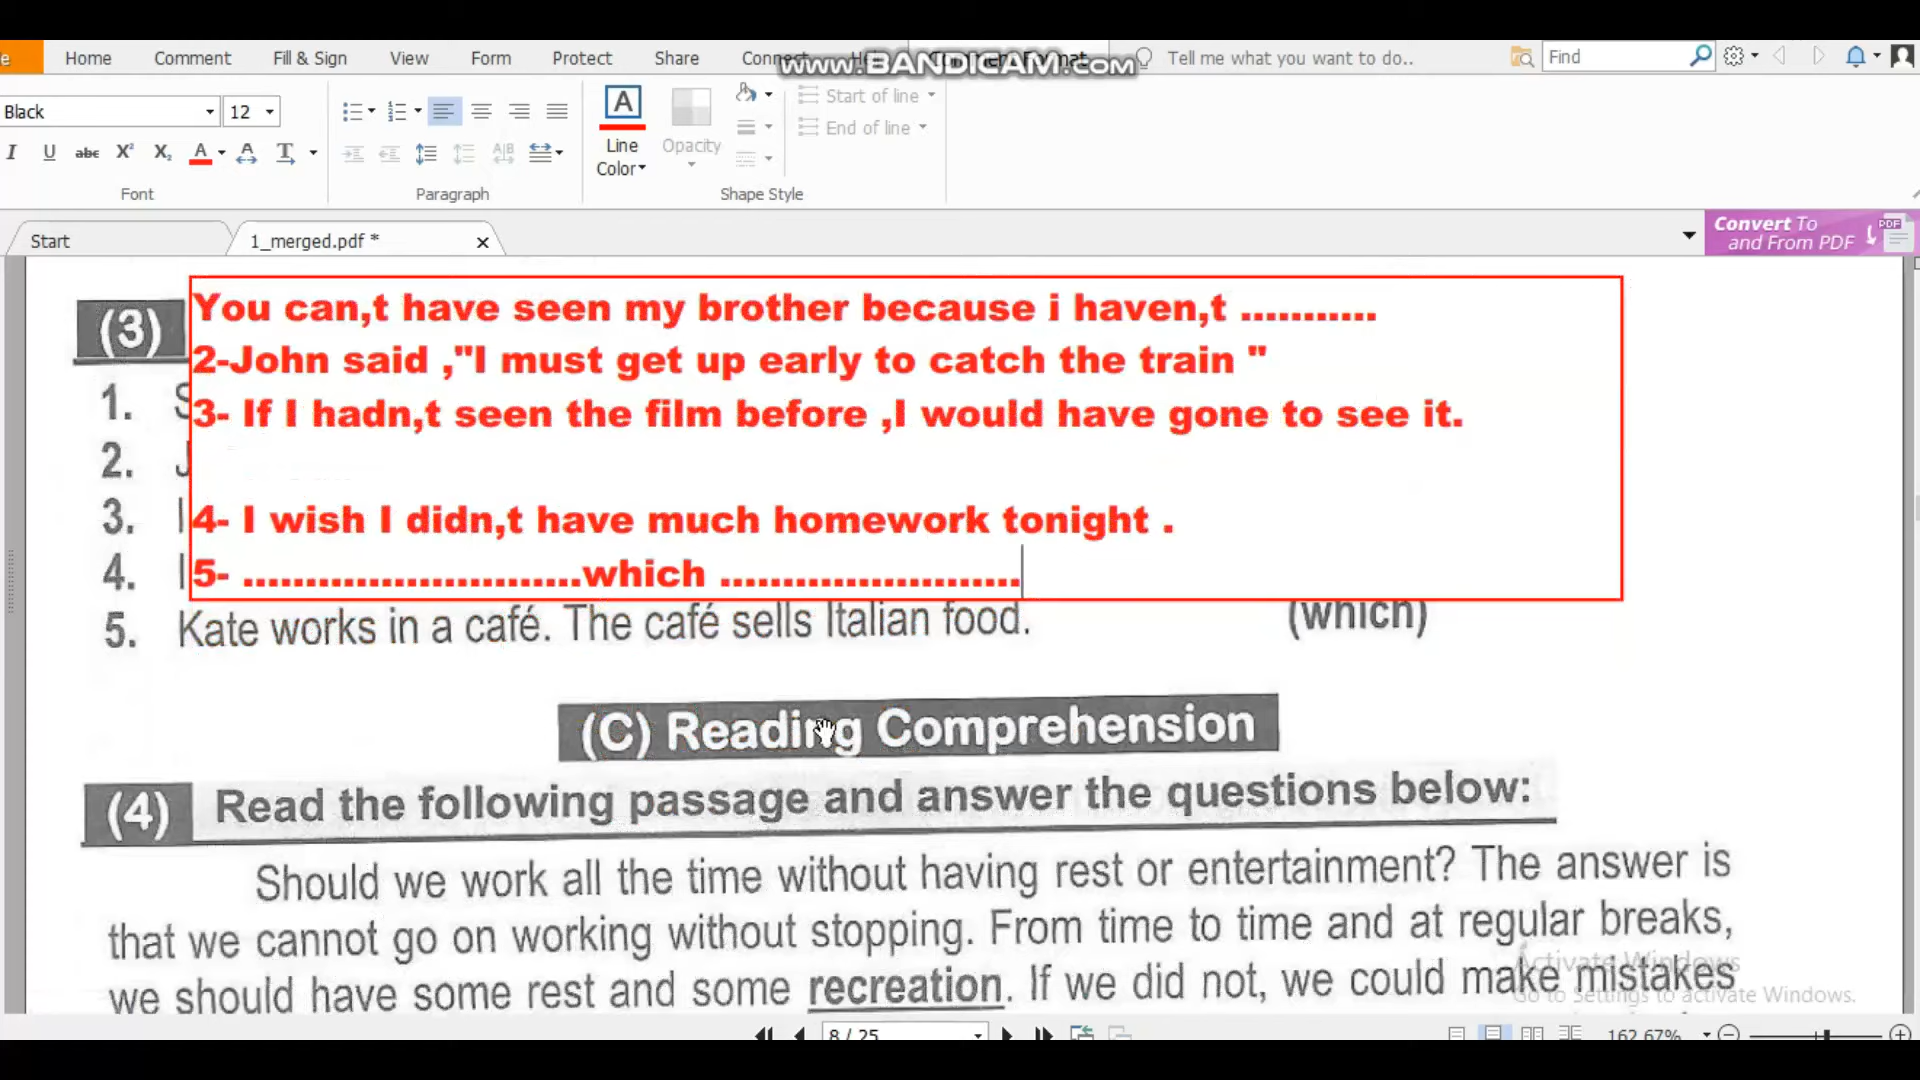 Home Comment Fill & Sign View Form Protect Share Tell me what you want to do.. Find
www.BANDICAM.com
Black 12
Start of line
End of line
Line Color
Opacity
Font Paragraph Shape Style
Start 1_merged.pdf *
Convert To and From PDF
(3)
You can,t have seen my brother because i haven,t ...........
2-John said ,"I must get up early to catch the train "
1. S
3- If I hadn,t seen the film before ,I would have gone to see it.
2. J
3. I
4- I wish I didn,t have much homework tonight .
4. I
5- ...........................which ........................
5. Kate works in a café. The café sells Italian food. (which)
(C) Reading Comprehension
(4) Read the following passage and answer the questions below:
Should we work all the time without having rest or entertainment? The answer is
that we cannot go on working without stopping. From time to time and at regular breaks,
we should have some rest and some recreation. If we did not, we could make mistakes
Activate Windows
Go to Settings to activate Windows.
8 / 25
162.67%